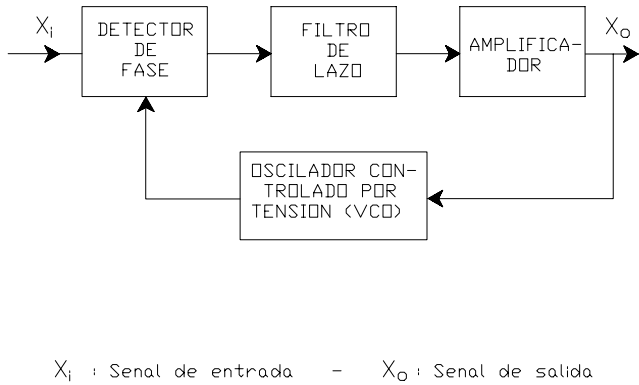 Xi
DETECTOR
DE
FASE
FILTRO
DE
LAZO
AMPLIFICA-
DOR
Xo
OSCILADOR CON-
TROLADO POR
TENSION (VCO)
Xi : Senal de entrada - Xo : Senal de salida